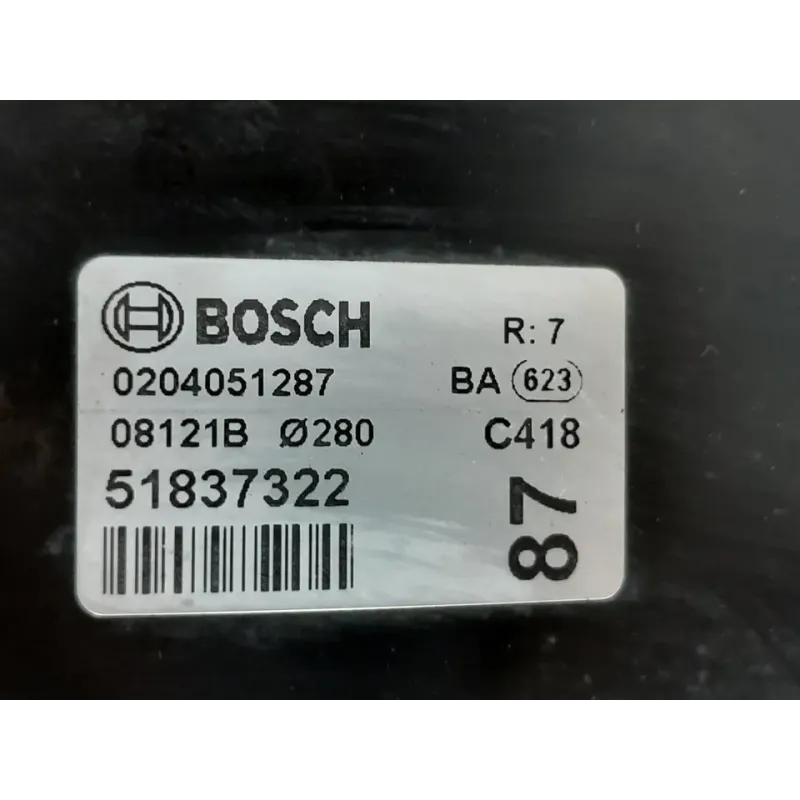 BOSCH R: 7
0204051287 BA 623
08121B Ø280 C418
51837322
87